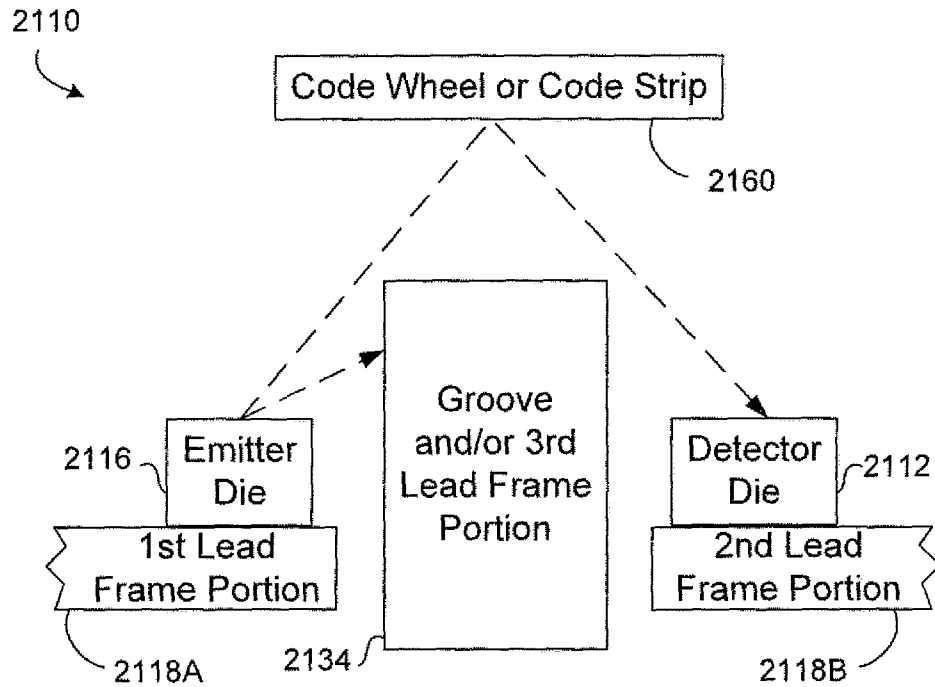 2110
Code Wheel or Code Strip
2160
Groove
and/or 3rd
Lead Frame
Portion
2116
Emitter
Die
Detector
Die
2112
1st Lead
Frame Portion
2nd Lead
Frame Portion
2118A
2134
2118B